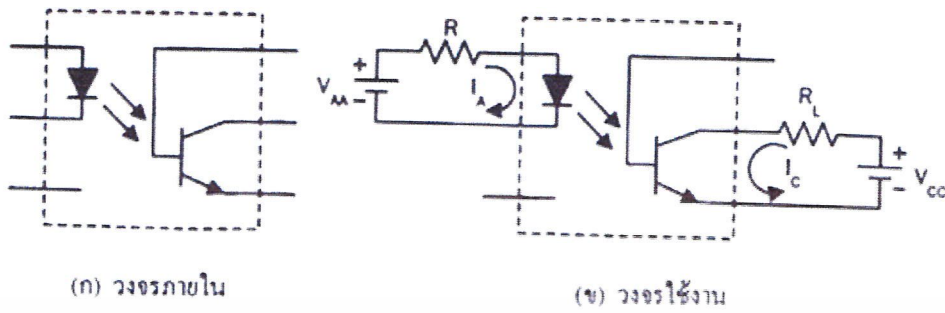 R
+
V_AA
-
I_A
R_L
I_C
+
V_CC
-
(ก) วงจรภายใน
(ข) วงจรใช้งาน